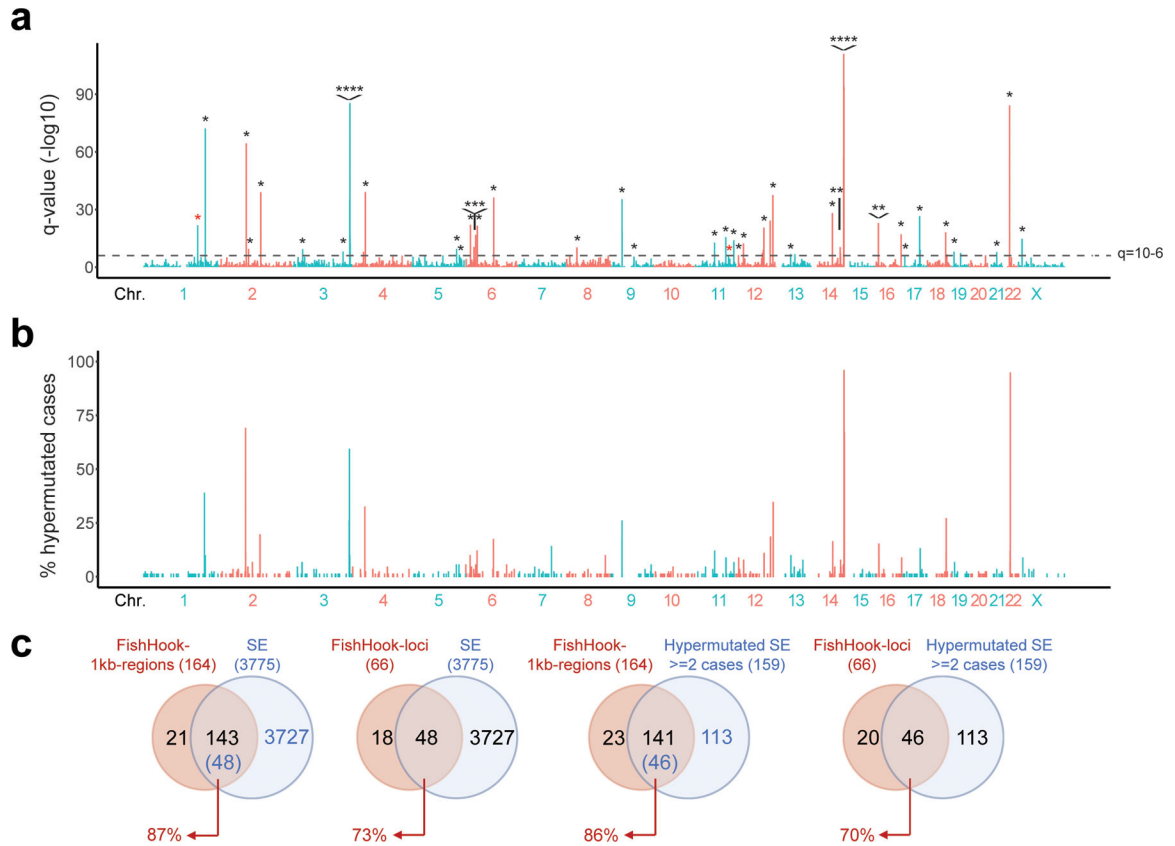 a
****
****
q-value (-log10)
90
60
30
0
*
*
*
*
*
*
*
*
*
*
***
**
*
*
*
*
*
*
*
*
*
*
*
*
*
*
**
**
*
*
*
*
*
*
*
*
q=10-6
Chr. 1 2 3 4 5 6 7 8 9 10 11 12 13 14 15 16 17 18 19 20 21 22 X
b
% hypermutated cases
100
75
50
25
0
Chr. 1 2 3 4 5 6 7 8 9 10 11 12 13 14 15 16 17 18 19 20 21 22 X
c
FishHook-
1kb-regions (164)
SE
(3775)
21 143 3727
(48)
87%
FishHook-loci
(66)
SE
(3775)
18 48 3727
73%
FishHook-
1kb-regions (164)
Hypermutated SE
>=2 cases (159)
23 141 113
(46)
86%
FishHook-loci
(66)
Hypermutated SE
>=2 cases (159)
20 46 113
70%